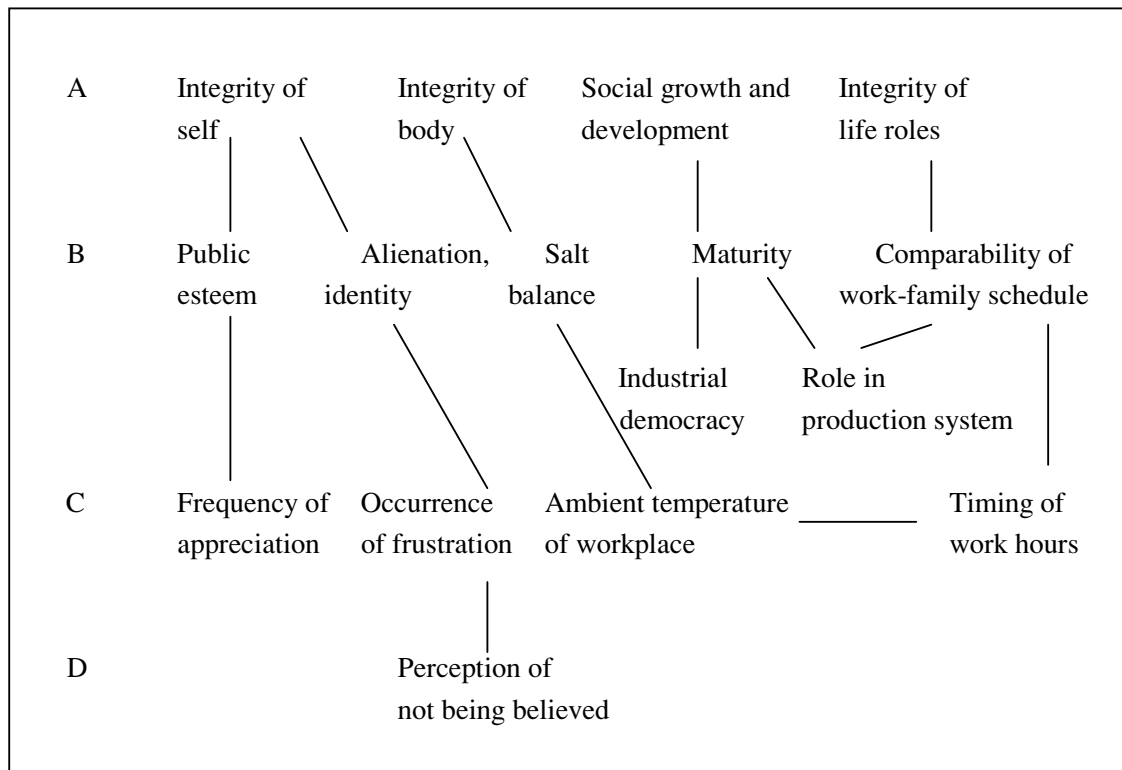 A Integrity of Integrity of Social growth and Integrity of
self body development life roles
B Public Alienation, Salt Maturity Comparability of
esteem identity balance work-family schedule
Industrial Role in
democracy production system
C Frequency of Occurrence Ambient temperature Timing of
appreciation of frustration of workplace work hours
D Perception of
not being believed